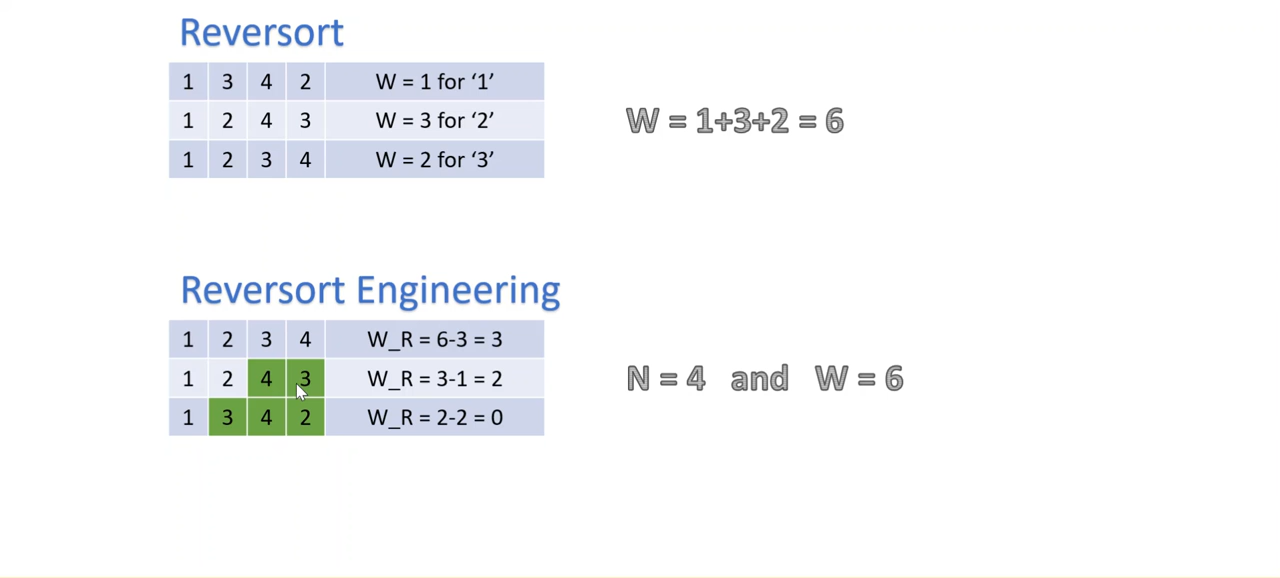 Reversort
1 3 4 2 W = 1 for ‘1’
1 2 4 3 W = 3 for ‘2’
1 2 3 4 W = 2 for ‘3’
W = 1+3+2 = 6
Reversort Engineering
1 2 3 4 W_R = 6-3 = 3
1 2 4 3 W_R = 3-1 = 2
1 3 4 2 W_R = 2-2 = 0
N = 4 and W = 6